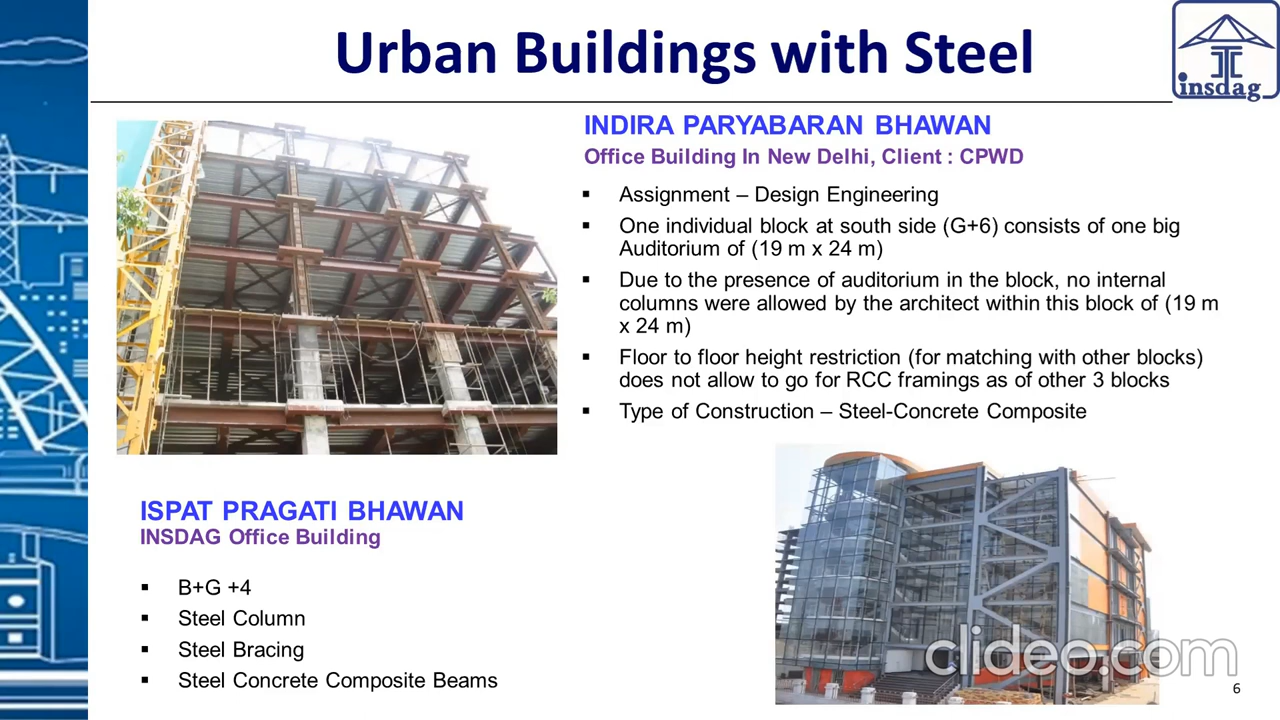 Urban Buildings with Steel
insdag
INDIRA PARYABARAN BHAWAN
Office Building In New Delhi, Client : CPWD
▪ Assignment – Design Engineering
▪ One individual block at south side (G+6) consists of one big
Auditorium of (19 m x 24 m)
▪ Due to the presence of auditorium in the block, no internal
columns were allowed by the architect within this block of (19 m
x 24 m)
▪ Floor to floor height restriction (for matching with other blocks)
does not allow to go for RCC framings as of other 3 blocks
▪ Type of Construction – Steel-Concrete Composite
ISPAT PRAGATI BHAWAN
INSDAG Office Building
▪ B+G +4
▪ Steel Column
▪ Steel Bracing
▪ Steel Concrete Composite Beams
clideo.com
6